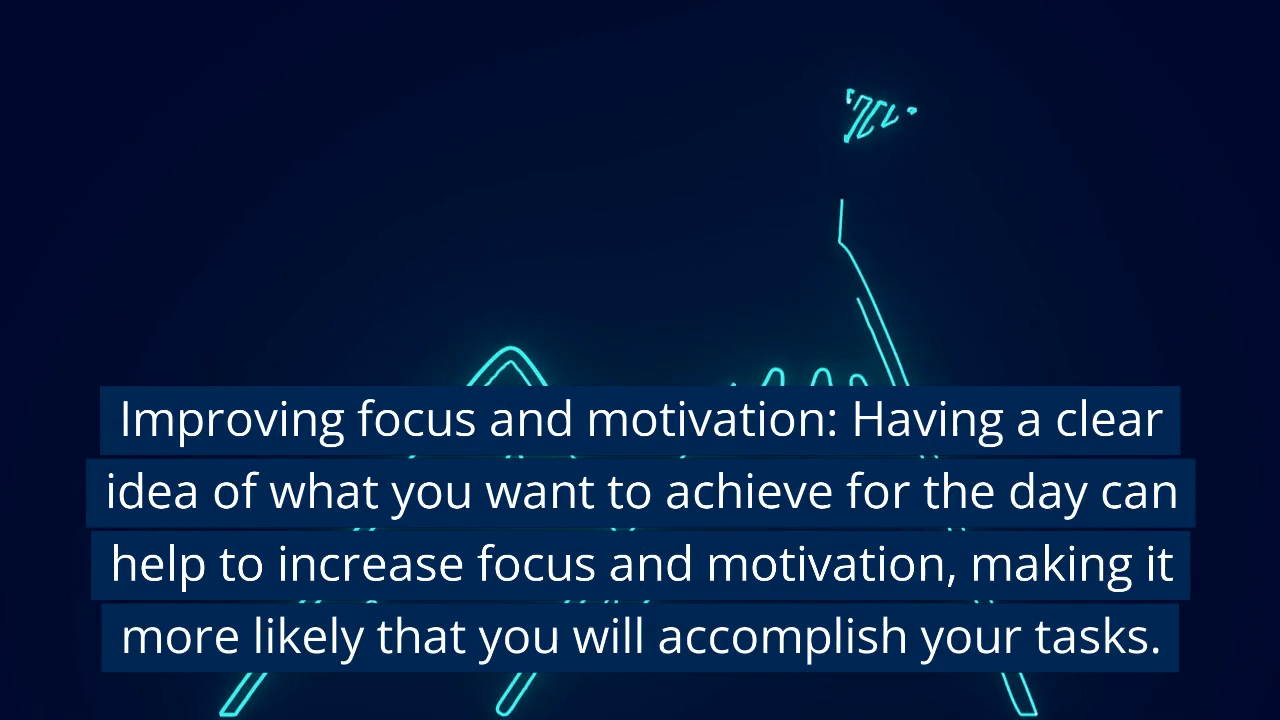 Improving focus and motivation: Having a clear
idea of what you want to achieve for the day can
help to increase focus and motivation, making it
more likely that you will accomplish your tasks.